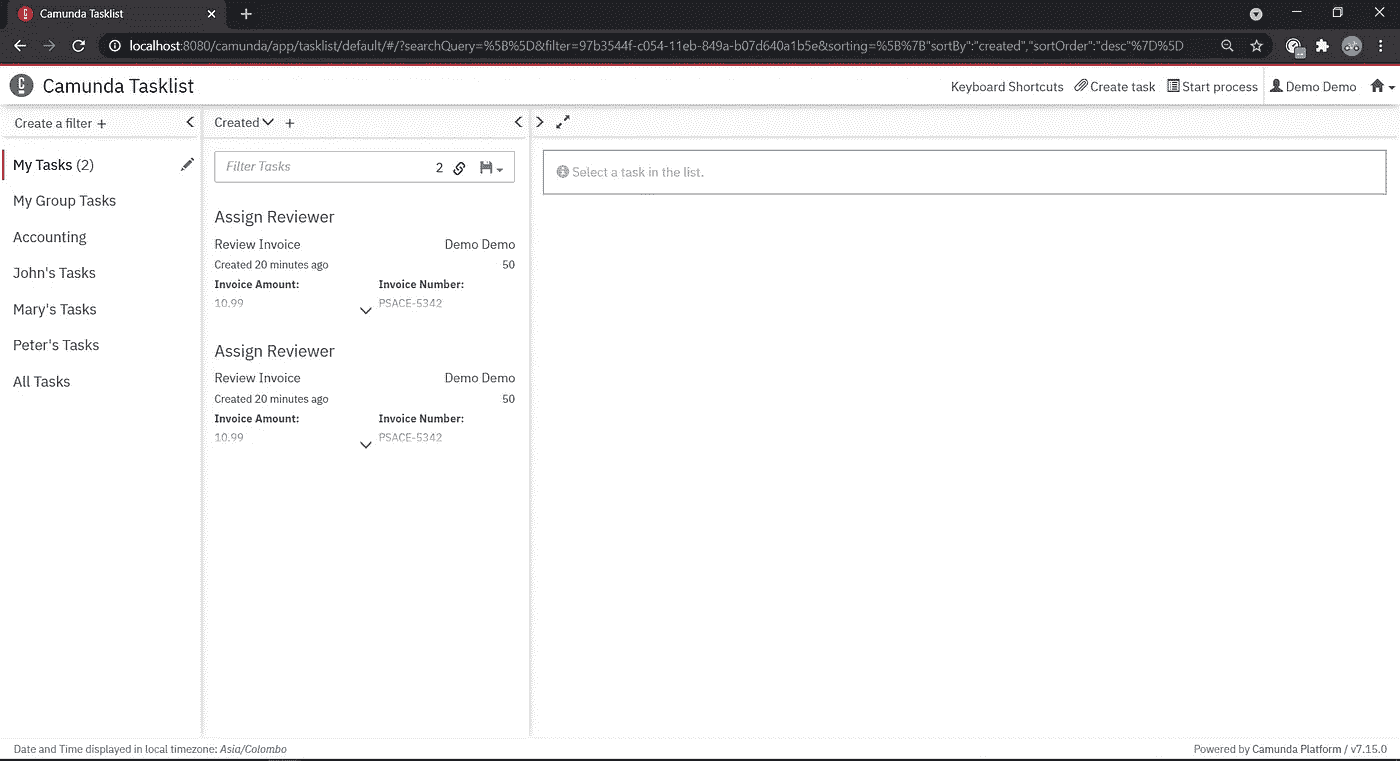 Camunda Tasklist
localhost:8080/camunda/app/tasklist/default/#/?searchQuery=%5B%5D&filter=97b3544f-c054-11eb-849a-b07d640a1b5e&sorting=%5B%7B"sortBy":"created","sortOrder":"desc"%7D%5D
Camunda Tasklist Keyboard Shortcuts Create task Start process Demo Demo
Create a filter + Created +
Filter Tasks 2
Select a task in the list.
My Tasks (2)
My Group Tasks
Accounting
John's Tasks
Mary's Tasks
Peter's Tasks
All Tasks
Assign Reviewer
Review Invoice Demo Demo
Created 20 minutes ago 50
Invoice Amount: Invoice Number:
10.99 PSACE-5342
Assign Reviewer
Review Invoice Demo Demo
Created 20 minutes ago 50
Invoice Amount: Invoice Number:
10.99 PSACE-5342
Date and Time displayed in local timezone: Asia/Colombo Powered by Camunda Platform / v7.15.0